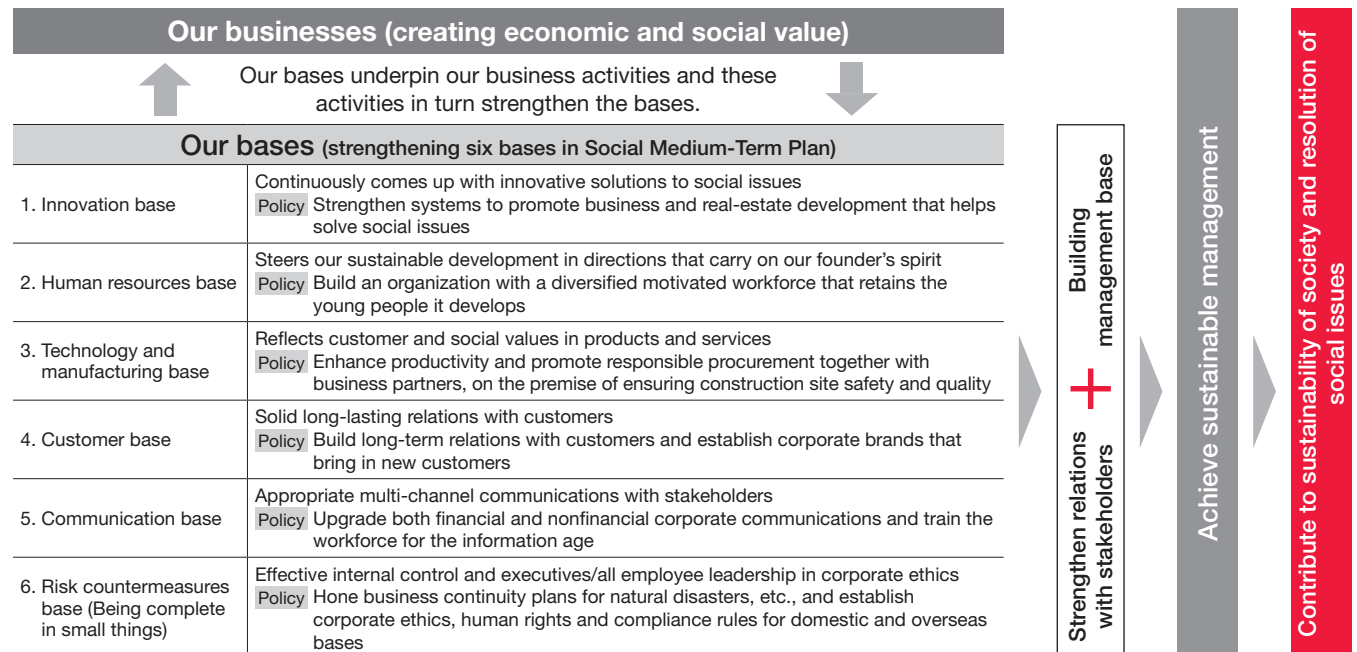 Our businesses (creating economic and social value)
Our bases underpin our business activities and these
activities in turn strengthen the bases.
Our bases (strengthening six bases in Social Medium-Term Plan)
1. Innovation base
Continuously comes up with innovative solutions to social issues
Policy Strengthen systems to promote business and real-estate development that helps
solve social issues
2. Human resources base
Steers our sustainable development in directions that carry on our founder's spirit
Policy Build an organization with a diversified motivated workforce that retains the
young people it develops
3. Technology and
manufacturing base
Reflects customer and social values in products and services
Policy Enhance productivity and promote responsible procurement together with
business partners, on the premise of ensuring construction site safety and quality
4. Customer base
Solid long-lasting relations with customers
Policy Build long-term relations with customers and establish corporate brands that
bring in new customers
5. Communication base
Appropriate multi-channel communications with stakeholders
Policy Upgrade both financial and nonfinancial corporate communications and train the
workforce for the information age
6. Risk countermeasures
base (Being complete
in small things)
Effective internal control and executives/all employee leadership in corporate ethics
Policy Hone business continuity plans for natural disasters, etc., and establish
corporate ethics, human rights and compliance rules for domestic and overseas
bases
Building
management base
+
Strengthen relations
with stakeholders
Achieve sustainable management
Contribute to sustainability of society and resolution of
social issues